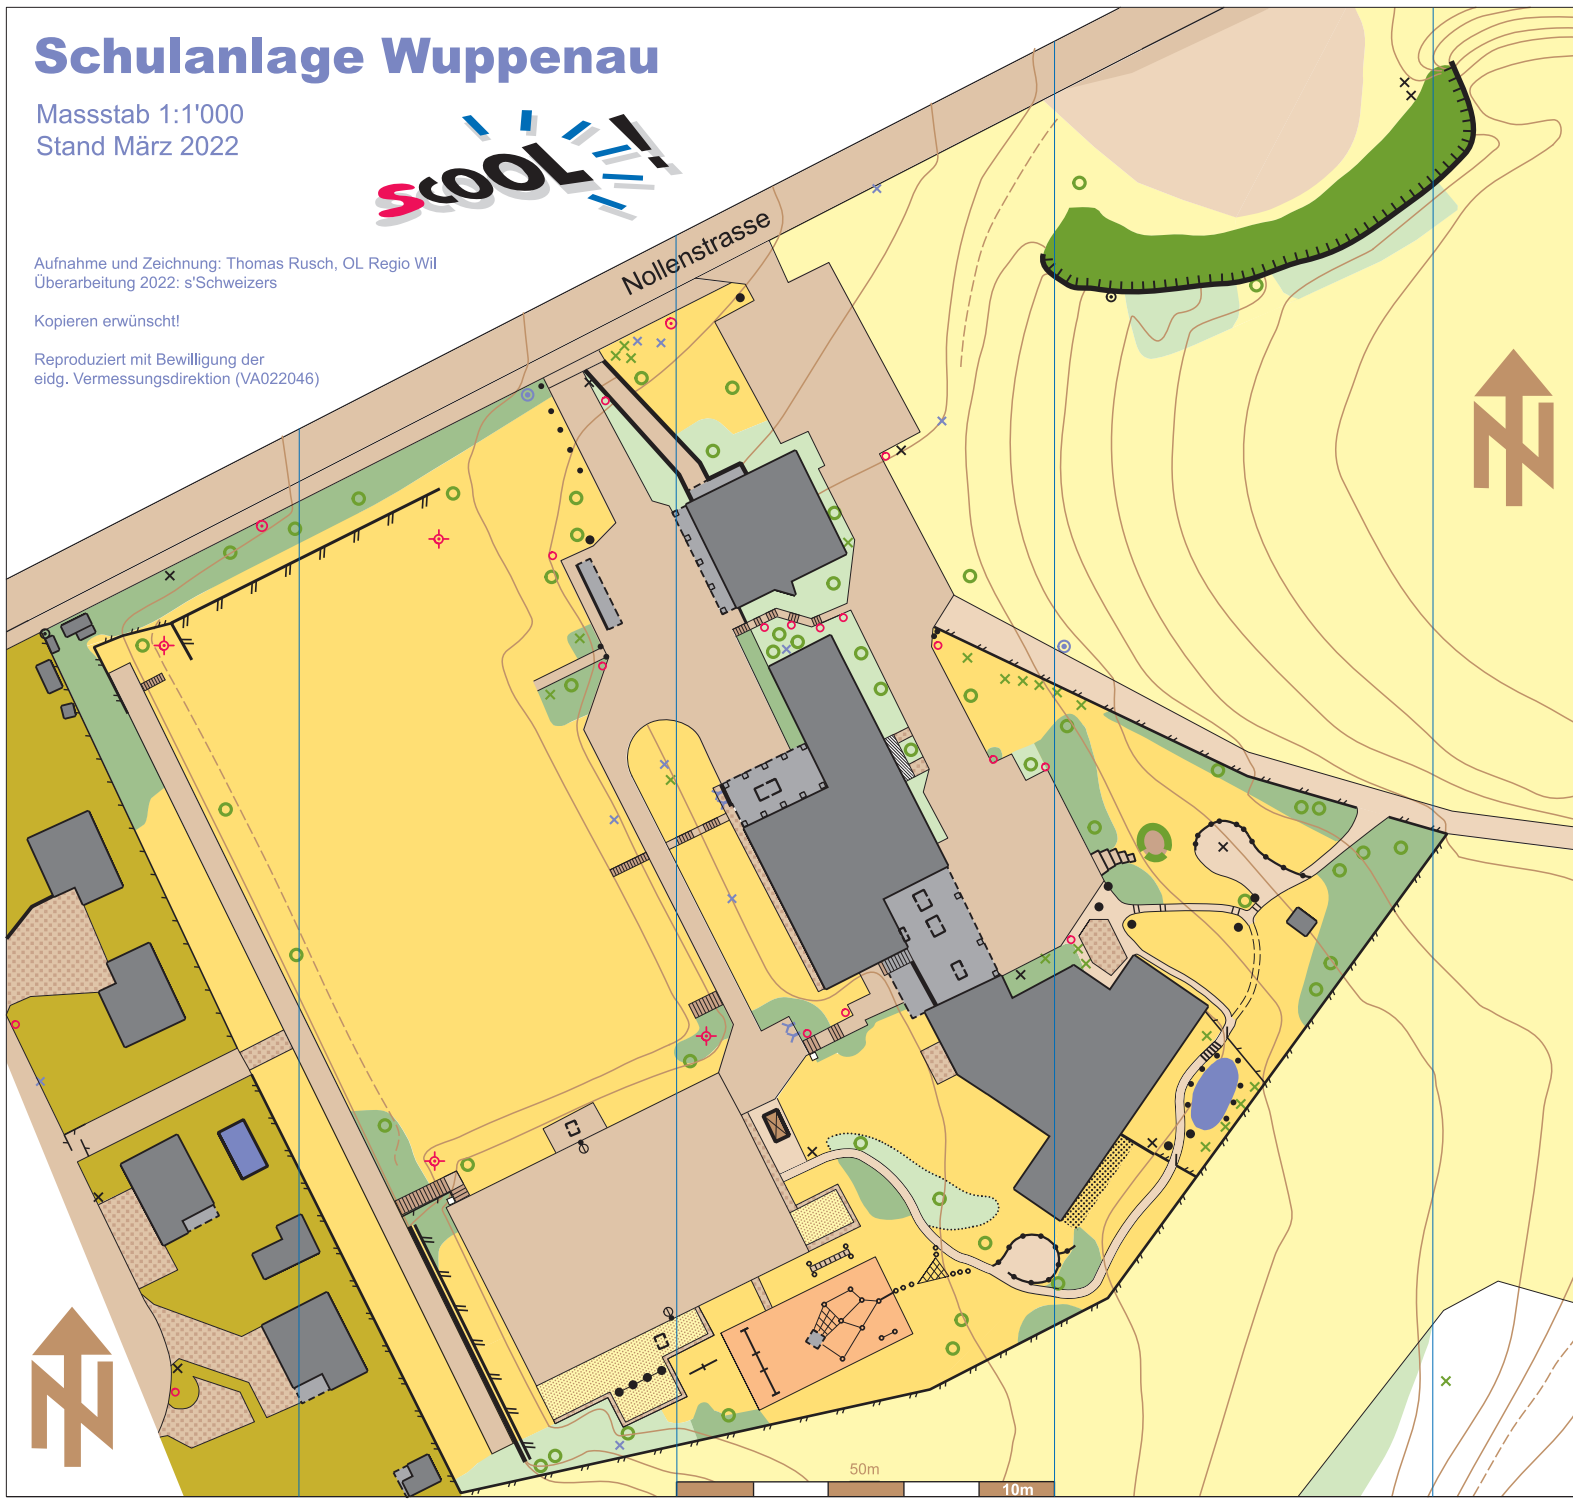 Schulanlage Wuppenau
Massstab 1:1'000
Stand März 2022
scOOL!
Nollenstrasse
Aufnahme und Zeichnung: Thomas Rusch, OL Regio Wil
Überarbeitung 2022: s'Schweizers
Kopieren erwünscht!
Reproduziert mit Bewilligung der
eidg. Vermessungsdirektion (VA022046)
N
N
50m
10m